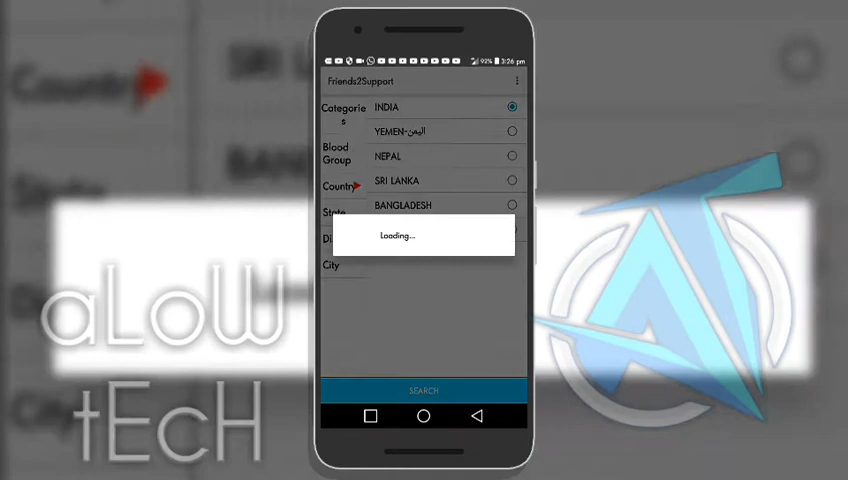 92% 3:26 pm
Friends2Support
Categories
INDIA
YEMEN-اليمن
Blood Group
NEPAL
Country
SRI LANKA
State
BANGLADESH
Loading...
City
SEARCH
aLoW
tEcH